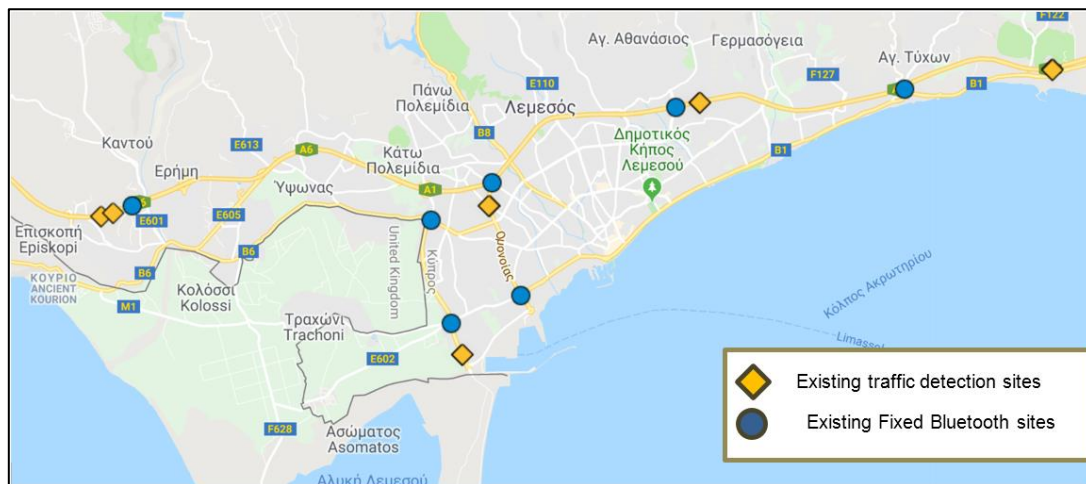 F122
Αγ. Αθανάσιος
Γερμασόγεια
Αγ. Τύχων
Πάνω
Πολεμίδια
E110
F127
B1
Λεμεσός
Καντού
E613
B8
Δημοτικός
Κήπος
Λεμεσού
B1
A6
Κάτω
Πολεμίδια
Ερήμη
Ύψωνας
A1
E601
E605
Επισκοπή
Episkopi
B6
B6
United Kingdom
Κύπρος
Ομονοίας
ΚΟΥΡΙΟ
ANCIENT
KOURION
M1
Κολόσσι
Kolossi
Τραχώνι
Trachoni
Κόλπος Ακρωτηρίου
E602
Limassol
F628
Ασώματος
Asomatos
Αλυκή Λεμεσού
Existing traffic detection sites
Existing Fixed Bluetooth sites